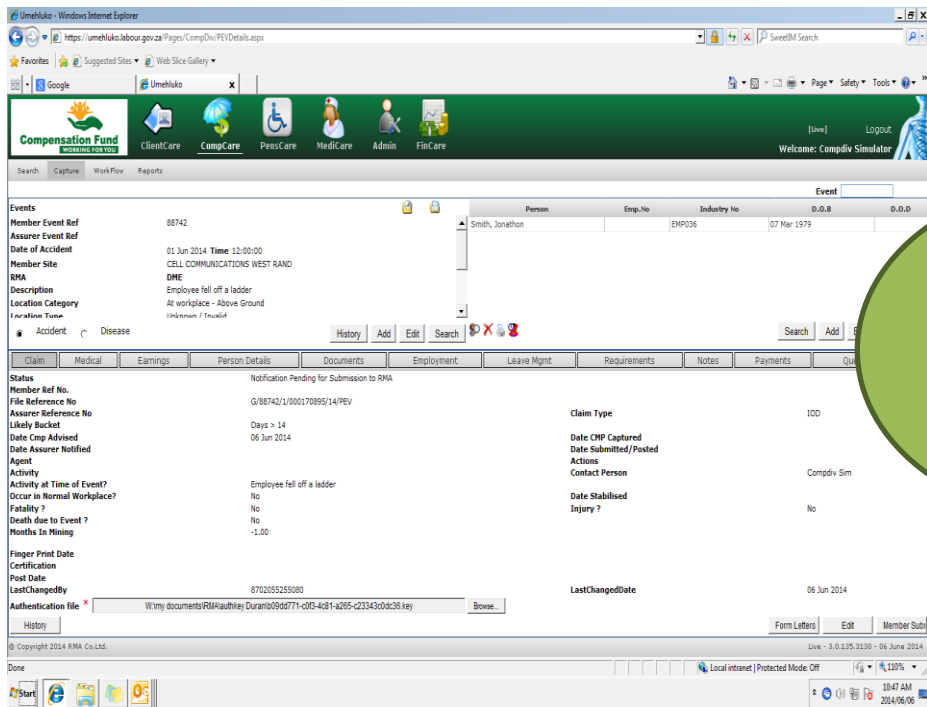 Umehluko - Windows Internet Explorer
https://umehluko.labour.gov.za/Pages/CompDiv/PEVDetails.aspx
SweetIM Search
Favorites Suggested Sites Web Slice Gallery
Google Umehluko x Page Safety Tools
Compensation Fund
WORKING FOR YOU
ClientCare CompCare PensCare MediCare Admin FinCare
[Live] Logout
Welcome: Compdiv Simulator
Search Capture WorkFlow Reports
Event
Events
Person Emp.No Industry No D.O.B D.O.D
Member Event Ref 88742
Smith, Jonathon EMP036 07 Mar 1979
Assurer Event Ref
Date of Accident 01 Jun 2014 Time 12:00:00
Member Site CELL COMMUNICATIONS WEST RAND
RMA DME
Description Employee fell off a ladder
Location Category At workplace - Above Ground
Location Type Unknown / Invalid
Accident Disease History Add Edit Search Search Add
Claim Medical Earnings Person Details Documents Employment Leave Mgmt Requirements Notes Payments
Status Notification Pending for Submission to RMA
Member Ref No.
File Reference No G/88742/1/000170895/14/PEV
Assurer Reference No Claim Type IOD
Likely Bucket Days > 14
Date Cmp Advised 06 Jun 2014 Date CMP Captured
Date Assurer Notified Date Submitted/Posted
Agent Actions
Activity Contact Person Compdiv Sim
Activity at Time of Event? Employee fell off a ladder
Occur in Normal Workplace? No Date Stabilised
Fatality ? No Injury ? No
Death due to Event ? No
Months In Mining -1.00
Finger Print Date
Certification
Post Date
LastChangedBy 8702055255080 LastChangedDate 06 Jun 2014
Authentication file * W:\my documents\RMA\authkey Duran\b09dd771-c0f3-4c81-a265-c23343c0dc36.key Browse...
History Form Letters Edit Member Subm
© Copyright 2014 RMA Co.Ltd. Live - 3.0.135.3138 - 06 June 2014
Done Local intranet | Protected Mode: Off 110%
Start 10:47 AM
2014/06/06